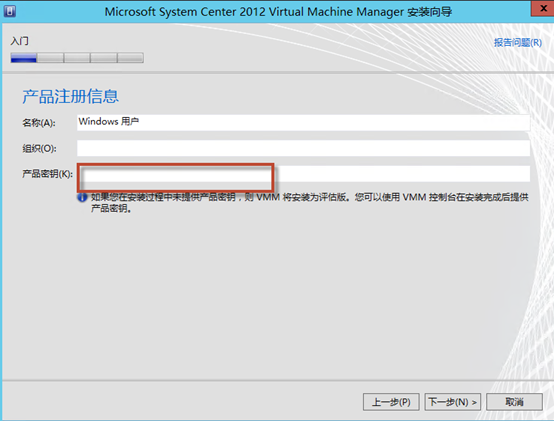 Microsoft System Center 2012 Virtual Machine Manager 安装向导
入门
报告问题(R)
产品注册信息
名称(A):
Windows 用户
组织(O):
产品密钥(K):
如果您在安装过程中未提供产品密钥，则 VMM 将安装为评估版。您可以使用 VMM 控制台在安装完成后提供
产品密钥。
上一步(P)
下一步(N) >
取消